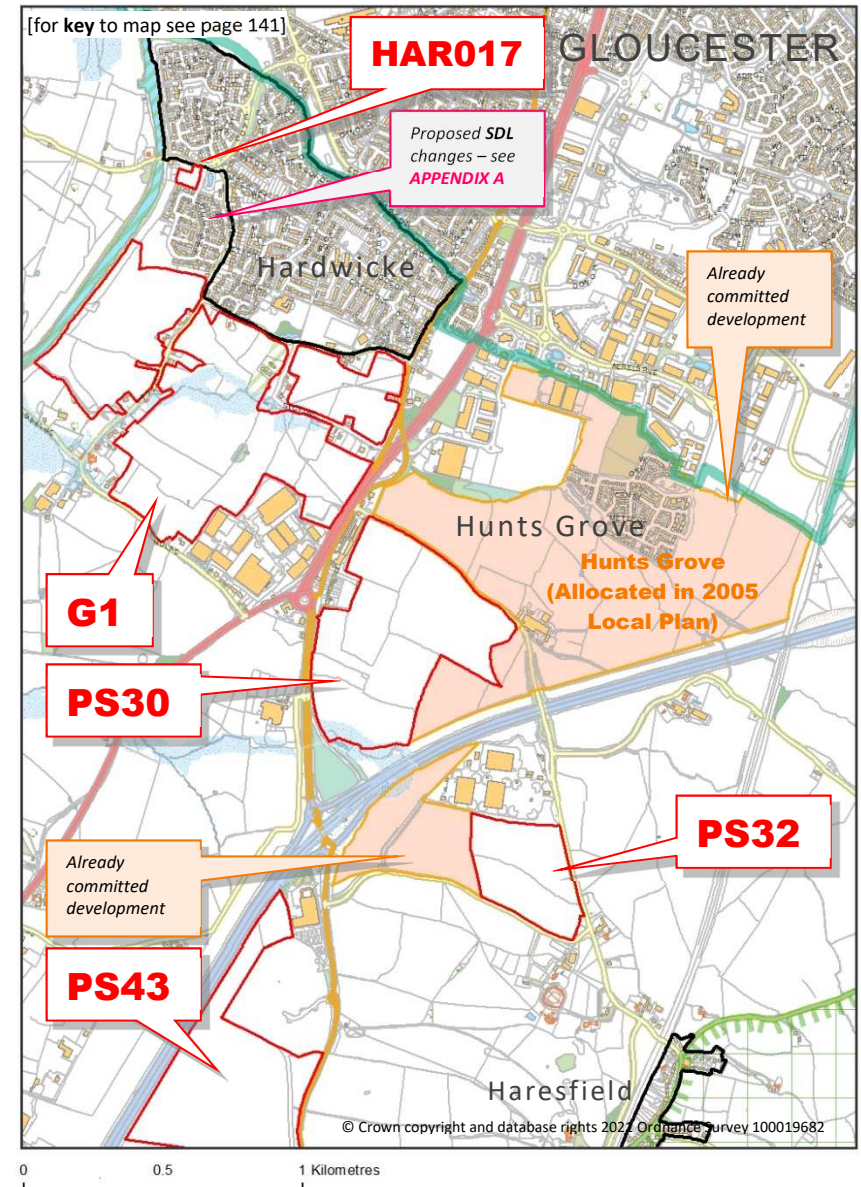 [for key to map see page 141]
HAR017
GLOUCESTER
Proposed SDL
changes – see
APPENDIX A
Hardwicke
Already
committed
development
Hunts Grove
Hunts Grove
(Allocated in 2005
Local Plan)
G1
PS30
PS32
Already
committed
development
PS43
Haresfield
© Crown copyright and database rights 2021 Ordnance Survey 100019682
0 0.5 1 Kilometres